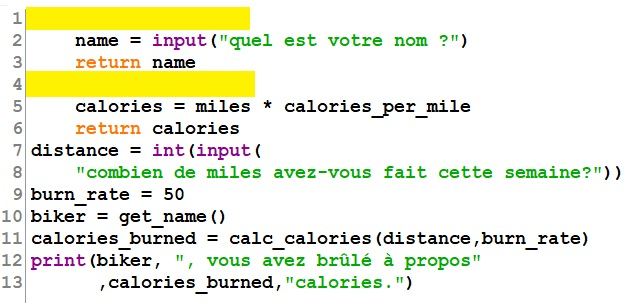 1
2 name = input("quel est votre nom ?")
3 return name
4
5 calories = miles * calories_per_mile
6 return calories
7 distance = int(input(
8 "combien de miles avez-vous fait cette semaine?"))
9 burn_rate = 50
10 biker = get_name()
11 calories_burned = calc_calories(distance,burn_rate)
12 print(biker, ", vous avez brûlé à propos"
13 ,calories_burned,"calories.")